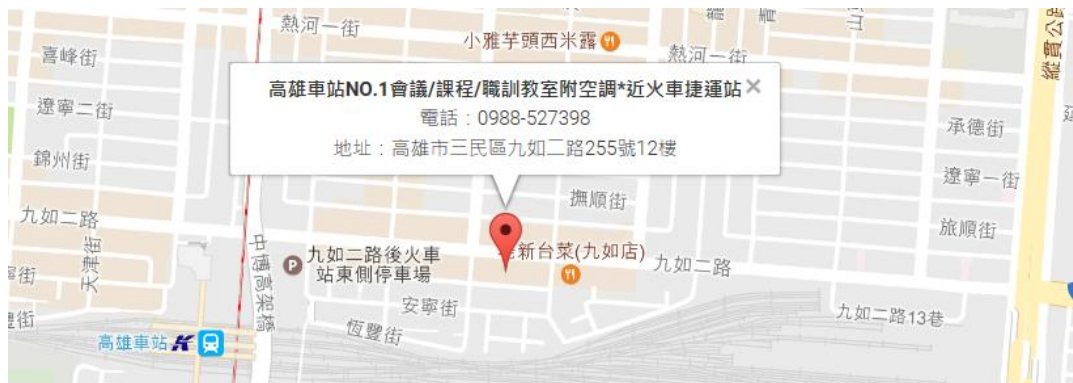 熱河一街
小雅芋頭西米露
熱河一街
喜峰街
縱貫公路
高雄車站NO.1會議/課程/職訓教室附空調*近火車捷運站
電話：0988-527398
地址：高雄市三民區九如二路255號12樓
遼寧二街
承德街
錦州街
遼寧一街
撫順街
九如二路
旅順街
天津街
中博高架橋
九如二路後火車
站東側停車場
新台菜(九如店)
九如二路
安寧街
恆豐街
九如二路13巷
高雄車站